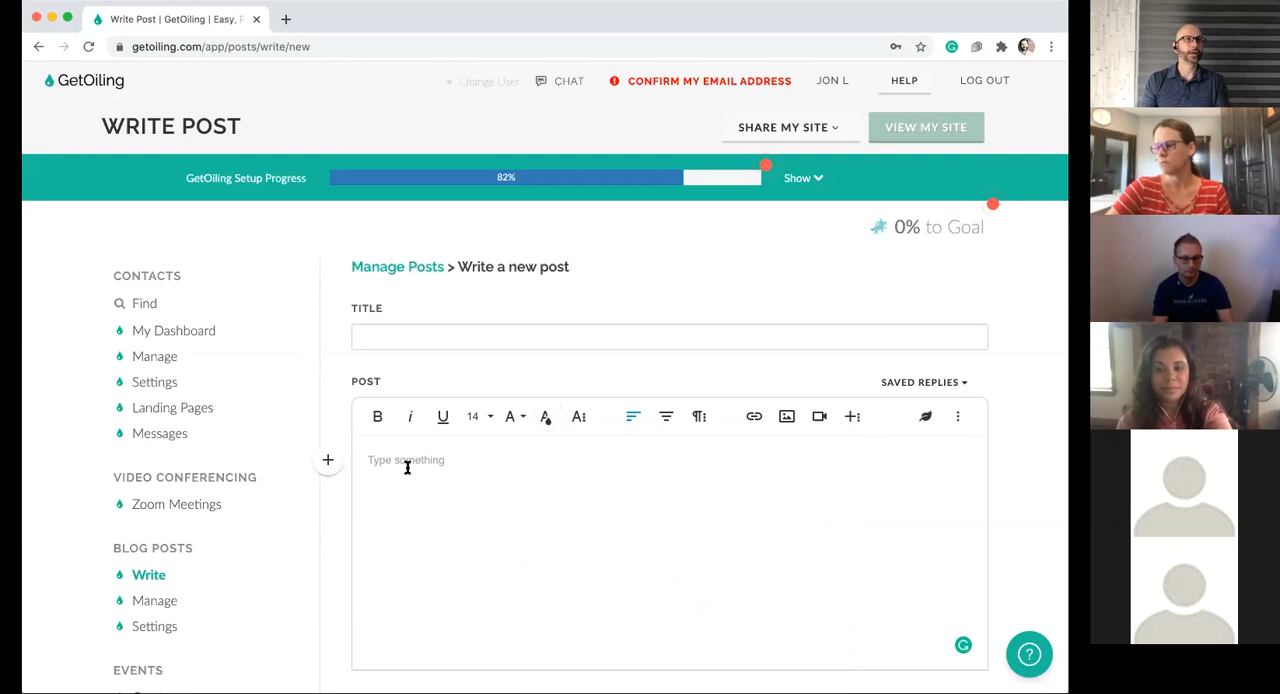 Write Post | GetOiling | Easy, F
getoiling.com/app/posts/write/new
GetOiling
Change User
CHAT
CONFIRM MY EMAIL ADDRESS
JON L
HELP
LOG OUT
WRITE POST
SHARE MY SITE
VIEW MY SITE
GetOiling Setup Progress
82%
Show
0% to Goal
CONTACTS
Find
My Dashboard
Manage
Settings
Landing Pages
Messages
VIDEO CONFERENCING
Zoom Meetings
BLOG POSTS
Write
Manage
Settings
EVENTS
Manage Posts > Write a new post
TITLE
POST
SAVED REPLIES
B i U 14 A
Type something